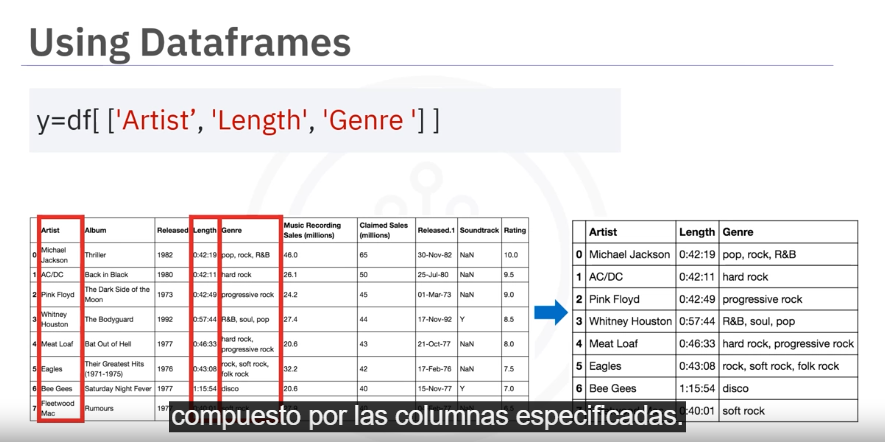 Using Dataframes
y=df[ ['Artist’, 'Length', 'Genre '] ]
Artist Album Released Length Genre Music Recording Sales (millions) Claimed Sales (millions) Released.1 Soundtrack Rating
0 Michael Jackson Thriller 1982 0:42:19 pop, rock, R&B 46.0 65 30-Nov-82 NaN 10.0
1 AC/DC Back in Black 1980 0:42:11 hard rock 26.1 50 25-Jul-80 NaN 9.5
2 Pink Floyd The Dark Side of the Moon 1973 0:42:49 progressive rock 24.2 45 01-Mar-73 NaN 9.0
3 Whitney Houston The Bodyguard 1992 0:57:44 R&B, soul, pop 27.4 44 17-Nov-92 Y 8.5
4 Meat Loaf Bat Out of Hell 1977 0:46:33 hard rock, progressive rock 20.6 43 21-Oct-77 NaN 8.0
5 Eagles Their Greatest Hits (1971-1975) 1976 0:43:08 rock, soft rock, folk rock 32.2 42 17-Feb-76 NaN 7.5
6 Bee Gees Saturday Night Fever 1977 1:15:54 disco 20.6 40 15-Nov-77 Y 7.0
7 Fleetwood Mac Rumours
Artist Length Genre
0 Michael Jackson 0:42:19 pop, rock, R&B
1 AC/DC 0:42:11 hard rock
2 Pink Floyd 0:42:49 progressive rock
3 Whitney Houston 0:57:44 R&B, soul, pop
4 Meat Loaf 0:46:33 hard rock, progressive rock
5 Eagles 0:43:08 rock, soft rock, folk rock
6 Bee Gees 1:15:54 disco
0:40:01 soft rock
compuesto por las columnas especificadas.